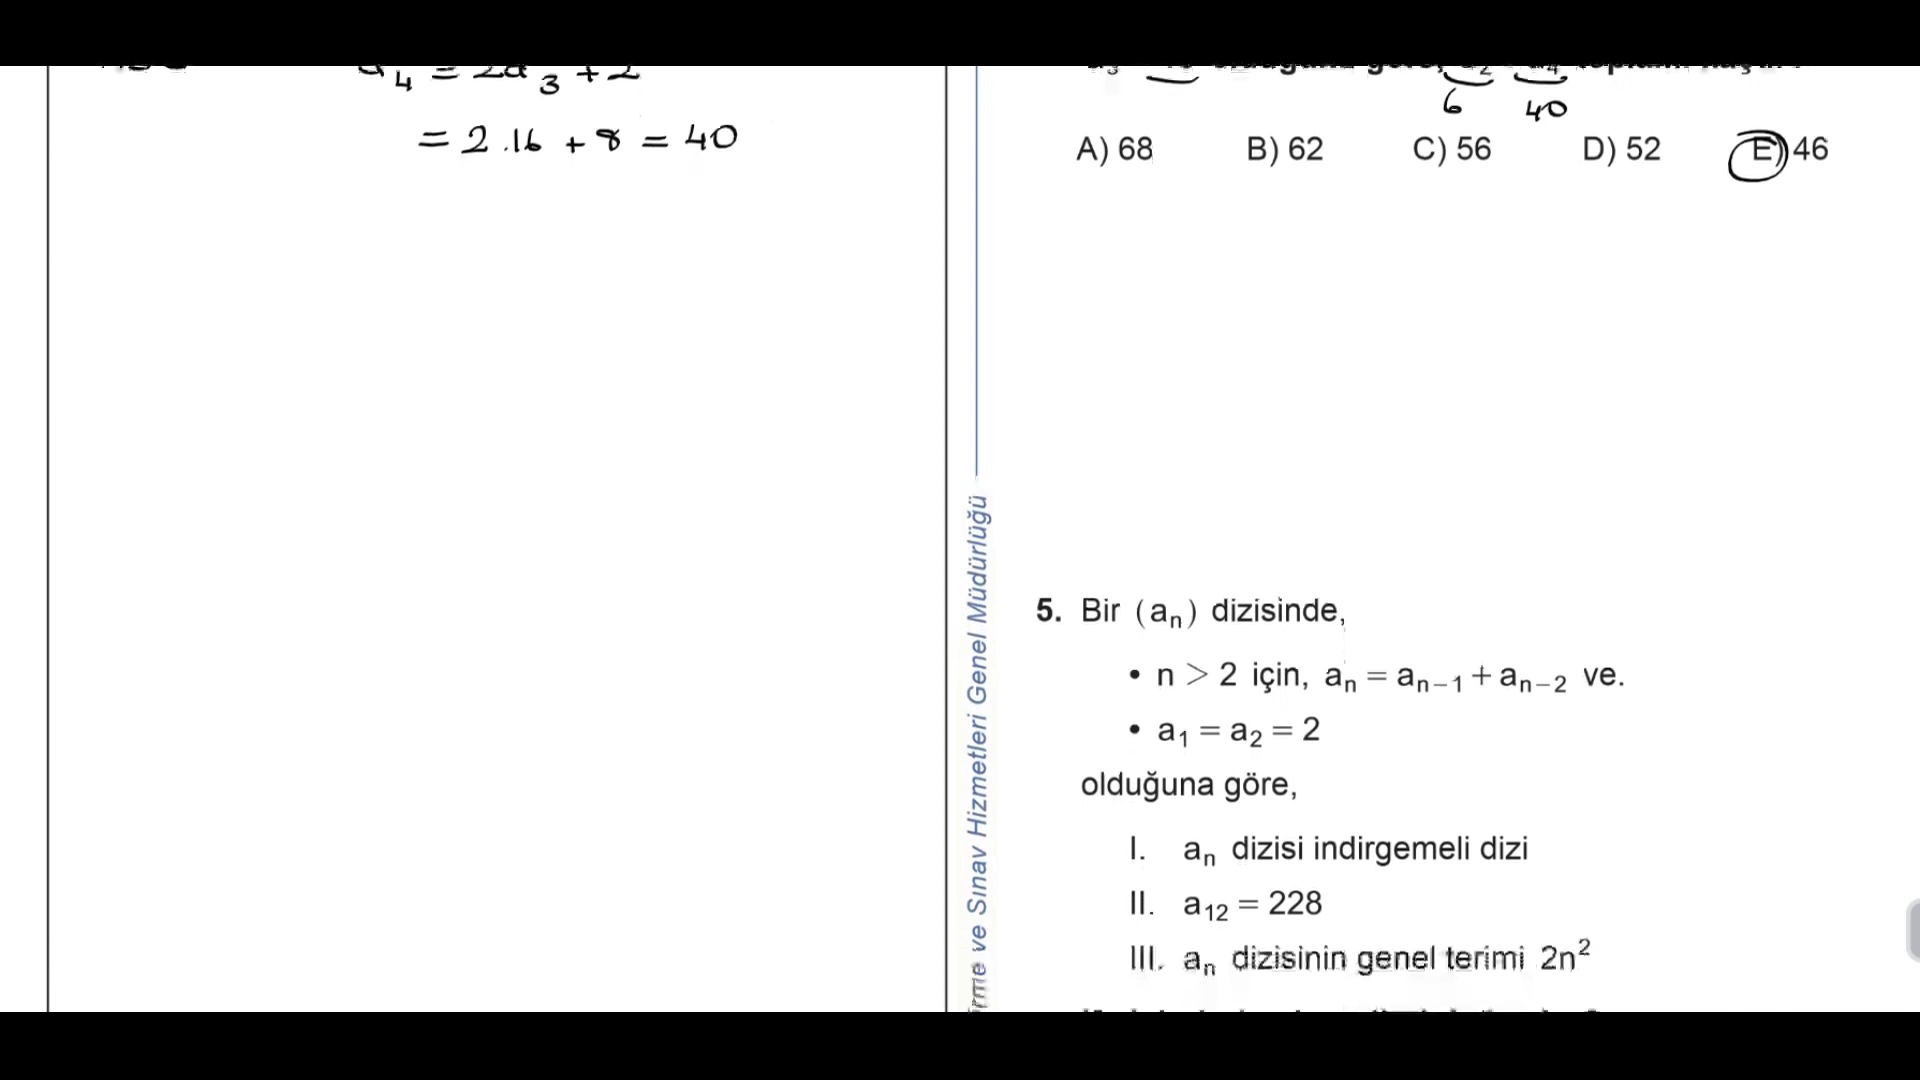 = 2.16 + 8 = 40
6 40
A) 68 B) 62 C) 56 D) 52 E) 46
5. Bir (aₙ) dizisinde,
• n > 2 için, aₙ = aₙ₋₁ + aₙ₋₂ ve.
• a₁ = a₂ = 2
olduğuna göre,
I. aₙ dizisi indirgemeli dizi
II. a₁₂ = 228
III. aₙ dizisinin genel terimi 2n²
irme ve Sınav Hizmetleri Genel Müdürlüğü